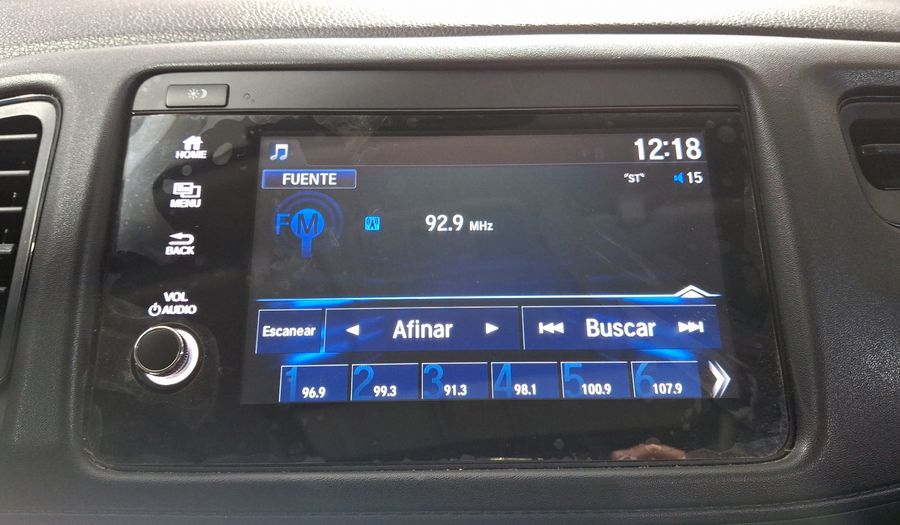 HOME
MENU
BACK
VOL
AUDIO
12:18
FUENTE
"ST"
15
FM
92.9 MHz
Escanear
Afinar
Buscar
1 96.9
2 99.3
3 91.3
4 98.1
5 100.9
6 107.9